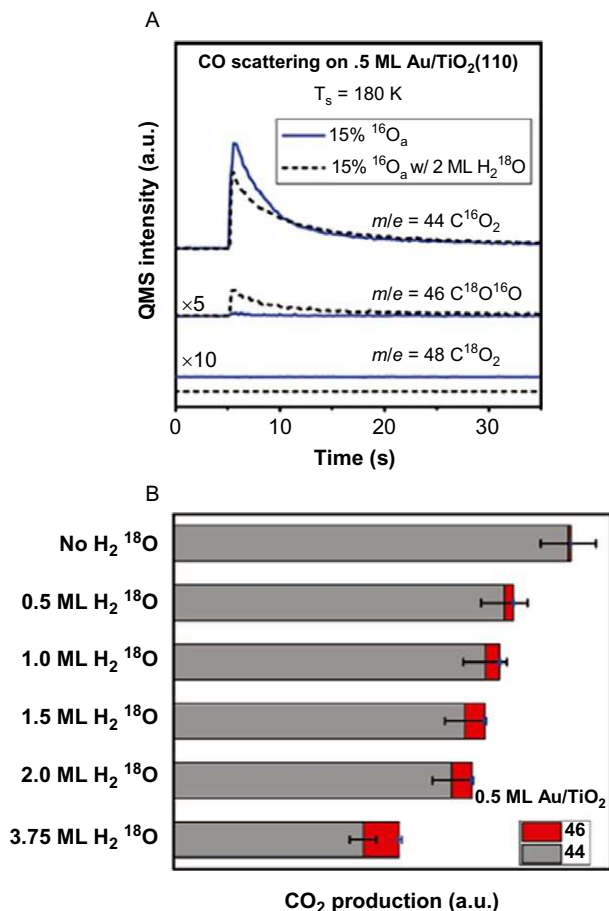 A
CO scattering on .5 ML Au/TiO₂(110)
Tₛ = 180 K
15% ¹⁶Oₐ
15% ¹⁶Oₐ w/ 2 ML H₂¹⁸O
m/e = 44 C¹⁶O₂
×5
m/e = 46 C¹⁸O¹⁶O
×10
m/e = 48 C¹⁸O₂
QMS intensity (a.u.)
0 10 20 30
Time (s)
B
No H₂ ¹⁸O
0.5 ML H₂ ¹⁸O
1.0 ML H₂ ¹⁸O
1.5 ML H₂ ¹⁸O
2.0 ML H₂ ¹⁸O
0.5 ML Au/TiO₂
3.75 ML H₂ ¹⁸O
46
44
CO₂ production (a.u.)